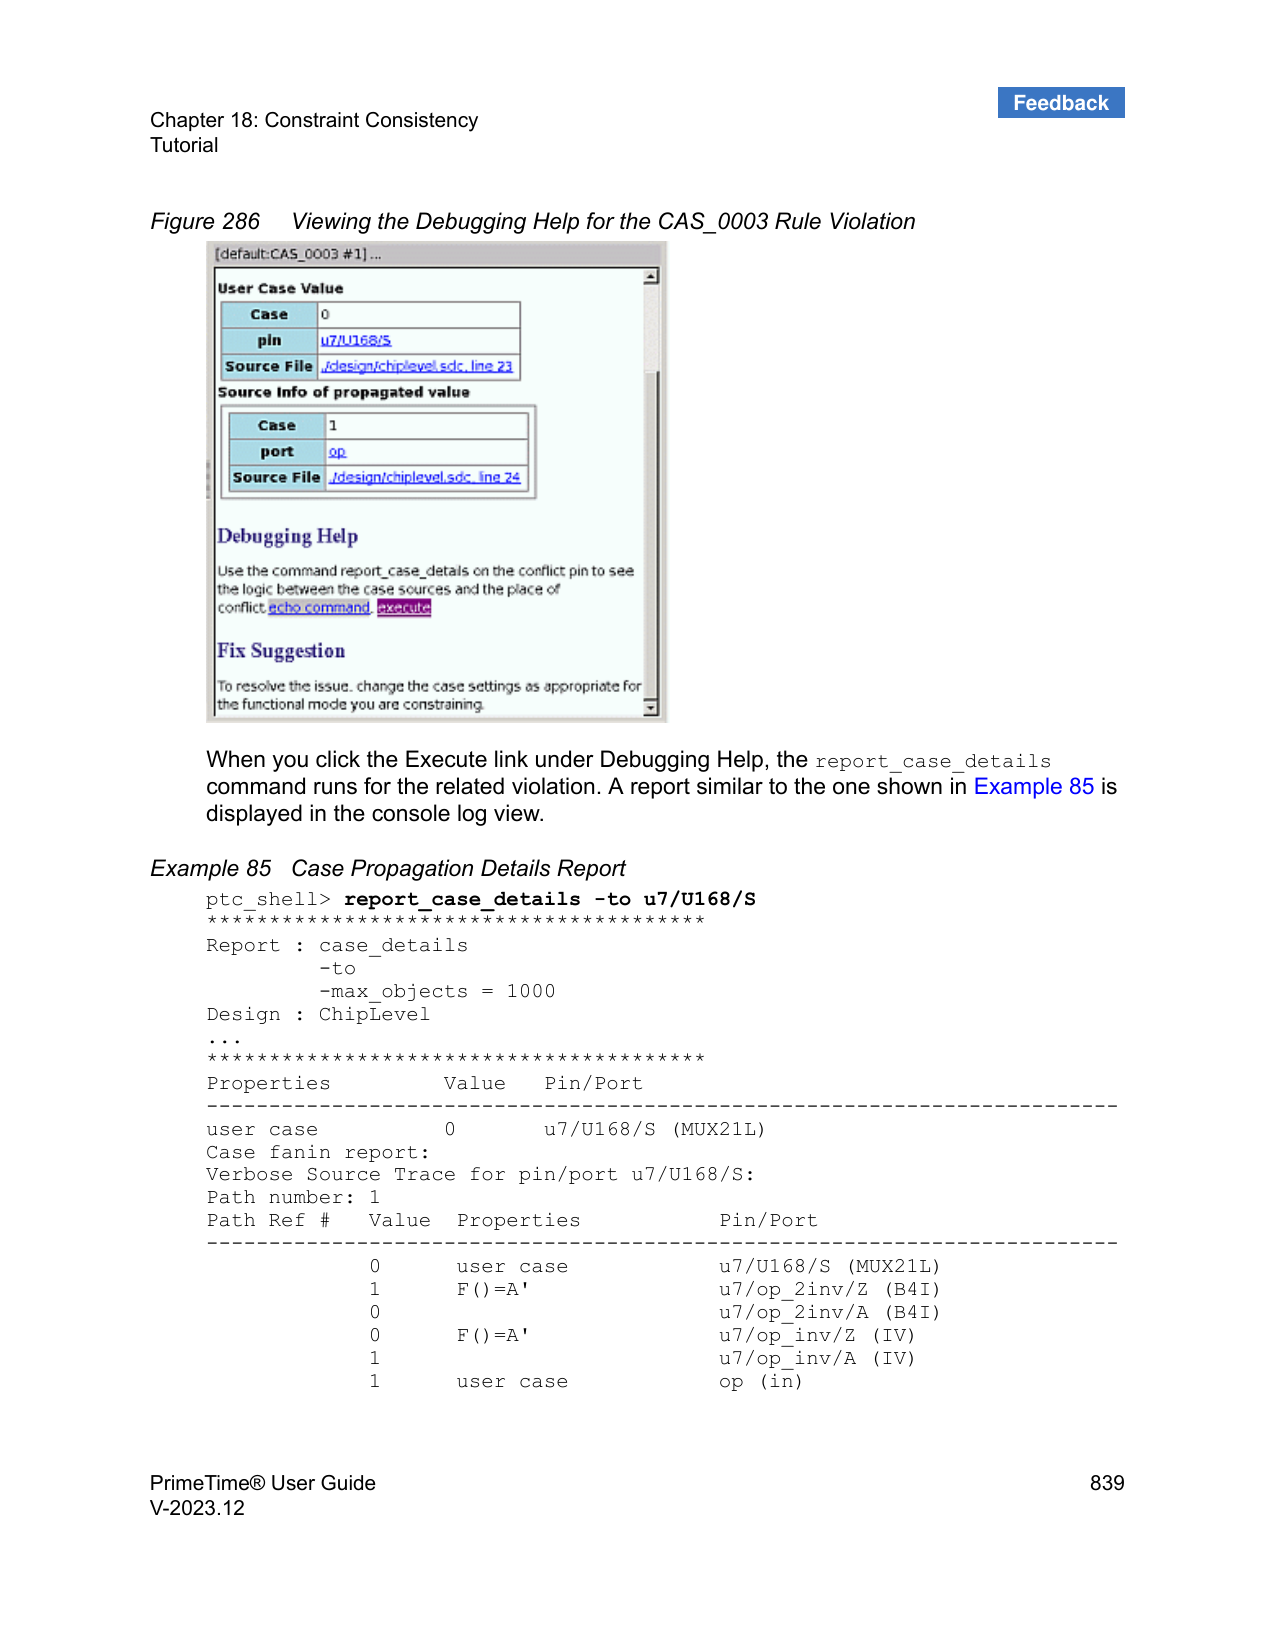 Feedback
Chapter 18: Constraint Consistency
Tutorial
Figure 286 Viewing the Debugging Help for the CAS_0003 Rule Violation
[default:CAS_0003 #1] ...
User Case Value
Case 0
pin u7/U168/S
Source File ./design/chiplevel.sdc, line 23
Source Info of propagated value
Case 1
port op
Source File ./design/chiplevel.sdc, line 24
Debugging Help
Use the command report_case_details on the conflict pin to see
the logic between the case sources and the place of
conflict echo command, execute
Fix Suggestion
To resolve the issue, change the case settings as appropriate for
the functional mode you are constraining.
When you click the Execute link under Debugging Help, the report_case_details
command runs for the related violation. A report similar to the one shown in Example 85 is
displayed in the console log view.
Example 85 Case Propagation Details Report
ptc_shell> report_case_details -to u7/U168/S
****************************************
Report : case_details
-to
-max_objects = 1000
Design : ChipLevel
...
****************************************
Properties Value Pin/Port
-------------------------------------------------------------------------
user case 0 u7/U168/S (MUX21L)
Case fanin report:
Verbose Source Trace for pin/port u7/U168/S:
Path number: 1
Path Ref # Value Properties Pin/Port
-------------------------------------------------------------------------
0 user case u7/U168/S (MUX21L)
1 F()=A' u7/op_2inv/Z (B4I)
0 u7/op_2inv/A (B4I)
0 F()=A' u7/op_inv/Z (IV)
1 u7/op_inv/A (IV)
1 user case op (in)
PrimeTime® User Guide 839
V-2023.12